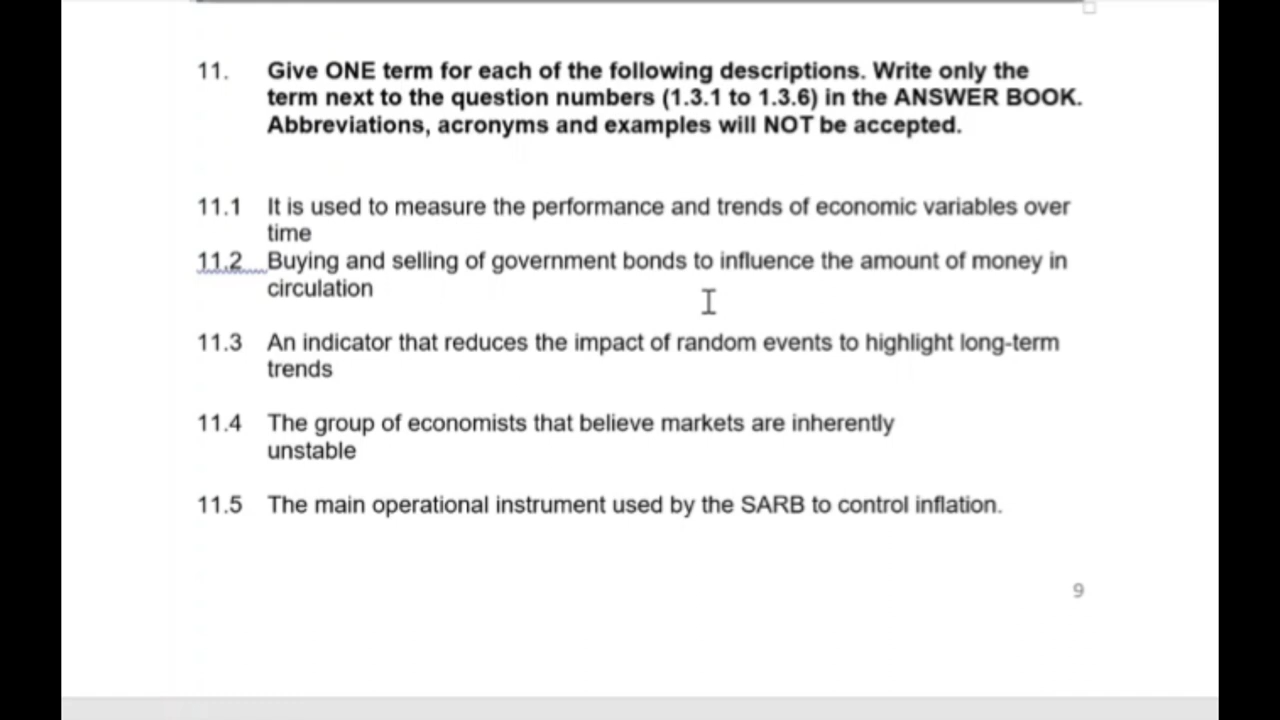 11. Give ONE term for each of the following descriptions. Write only the
term next to the question numbers (1.3.1 to 1.3.6) in the ANSWER BOOK.
Abbreviations, acronyms and examples will NOT be accepted.
11.1 It is used to measure the performance and trends of economic variables over
time
11.2 Buying and selling of government bonds to influence the amount of money in
circulation
11.3 An indicator that reduces the impact of random events to highlight long-term
trends
11.4 The group of economists that believe markets are inherently
unstable
11.5 The main operational instrument used by the SARB to control inflation.
9